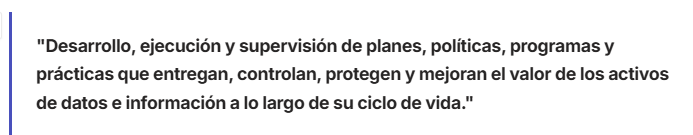 "Desarrollo, ejecución y supervisión de planes, políticas, programas y
prácticas que entregan, controlan, protegen y mejoran el valor de los activos
de datos e información a lo largo de su ciclo de vida."